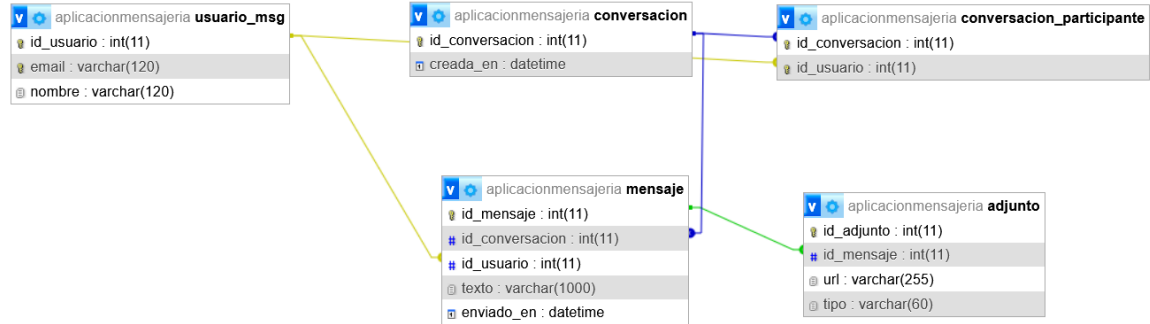 aplicacionmensajeria usuario_msg
id_usuario : int(11)
email : varchar(120)
nombre : varchar(120)
aplicacionmensajeria conversacion
id_conversacion : int(11)
creada_en : datetime
aplicacionmensajeria conversacion_participante
id_conversacion : int(11)
id_usuario : int(11)
aplicacionmensajeria mensaje
id_mensaje : int(11)
# id_conversacion : int(11)
# id_usuario : int(11)
texto : varchar(1000)
enviado_en : datetime
aplicacionmensajeria adjunto
id_adjunto : int(11)
# id_mensaje : int(11)
url : varchar(255)
tipo : varchar(60)